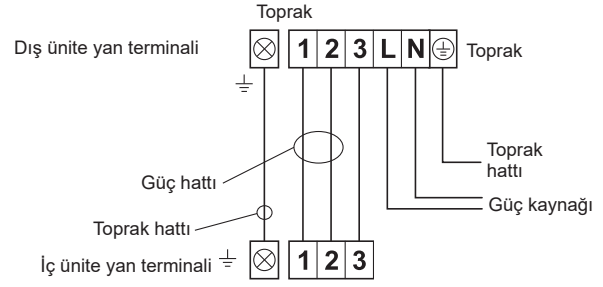 Toprak
Dış ünite yan terminali
1 2 3 L N
Toprak
Toprak
hattı
Güç hattı
Güç kaynağı
Toprak hattı
İç ünite yan terminali
1 2 3